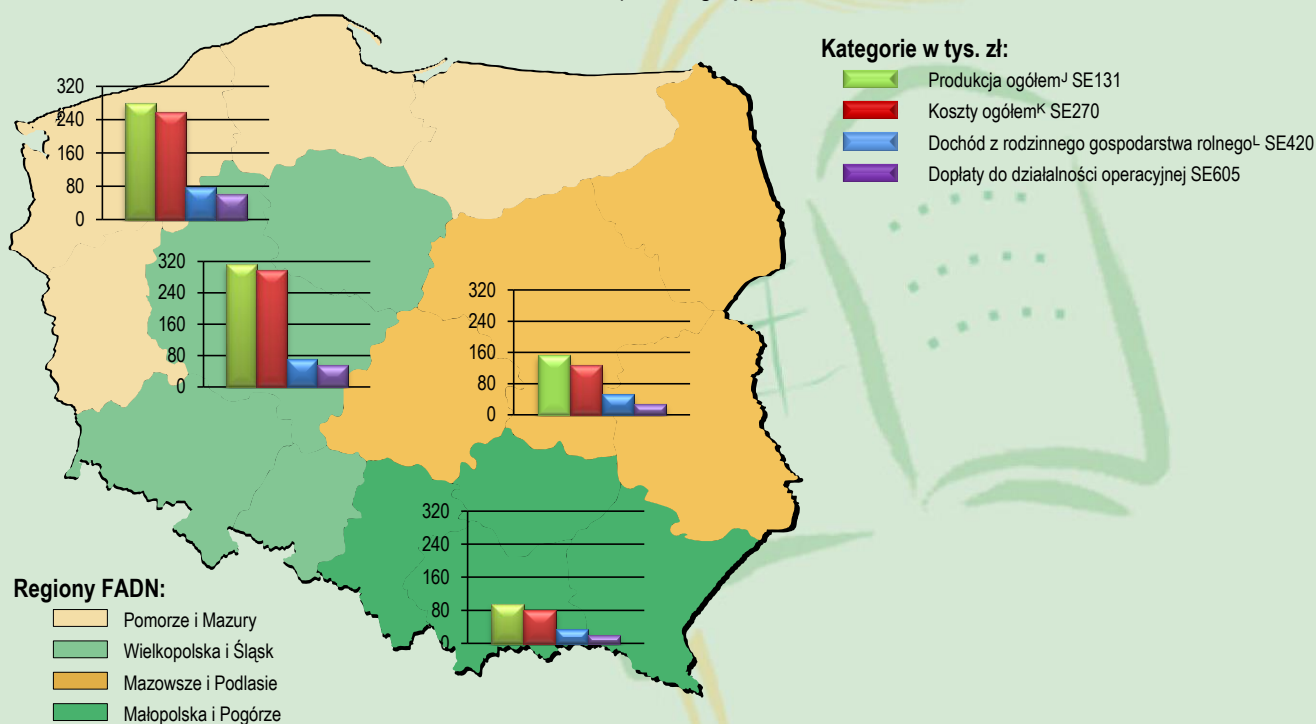 Kategorie w tys. zł:
Produkcja ogółemᴶ SE131
Koszty ogółemᴷ SE270
Dochód z rodzinnego gospodarstwa rolnegoᴸ SE420
Dopłaty do działalności operacyjnej SE605
320
240
160
80
0
320
240
160
80
0
320
240
160
80
0
320
240
160
80
0
Regiony FADN:
Pomorze i Mazury
Wielkopolska i Śląsk
Mazowsze i Podlasie
Małopolska i Pogórze